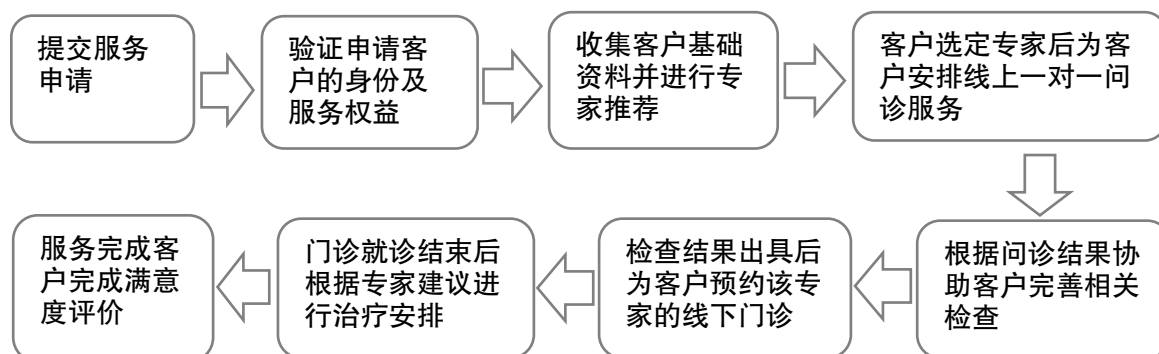 提交服务
申请
验证申请客
户的身份及
服务权益
收集客户基础
资料并进行专
家推荐
客户选定专家后为客
户安排线上一对一问
诊服务
根据问诊结果协
助客户完善相关
检查
检查结果出具后
为客户预约该专
家的线下门诊
门诊就诊结束后
根据专家建议进
行治疗安排
服务完成客
户完成满意
度评价